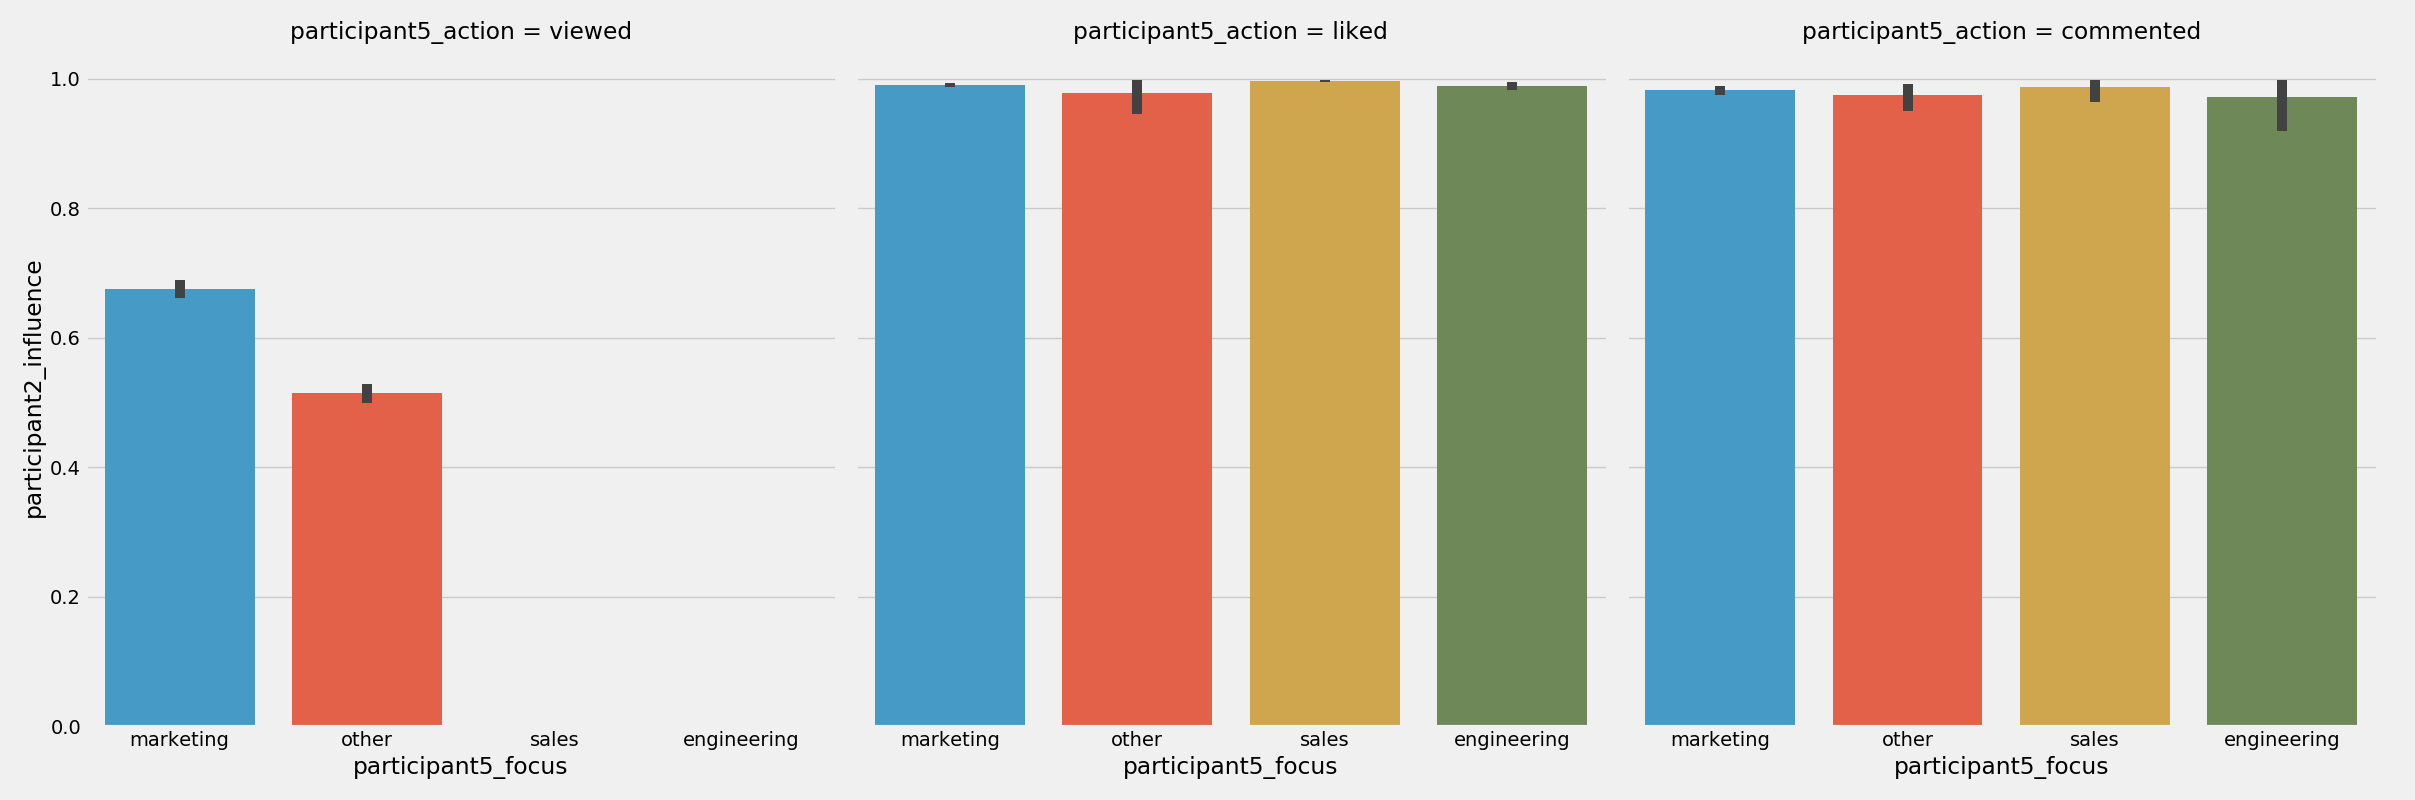 participant5_action = viewed
participant5_action = liked
participant5_action = commented
participant2_influence
1.0
0.8
0.6
0.4
0.2
0.0
marketing other sales engineering
marketing other sales engineering
marketing other sales engineering
participant5_focus
participant5_focus
participant5_focus